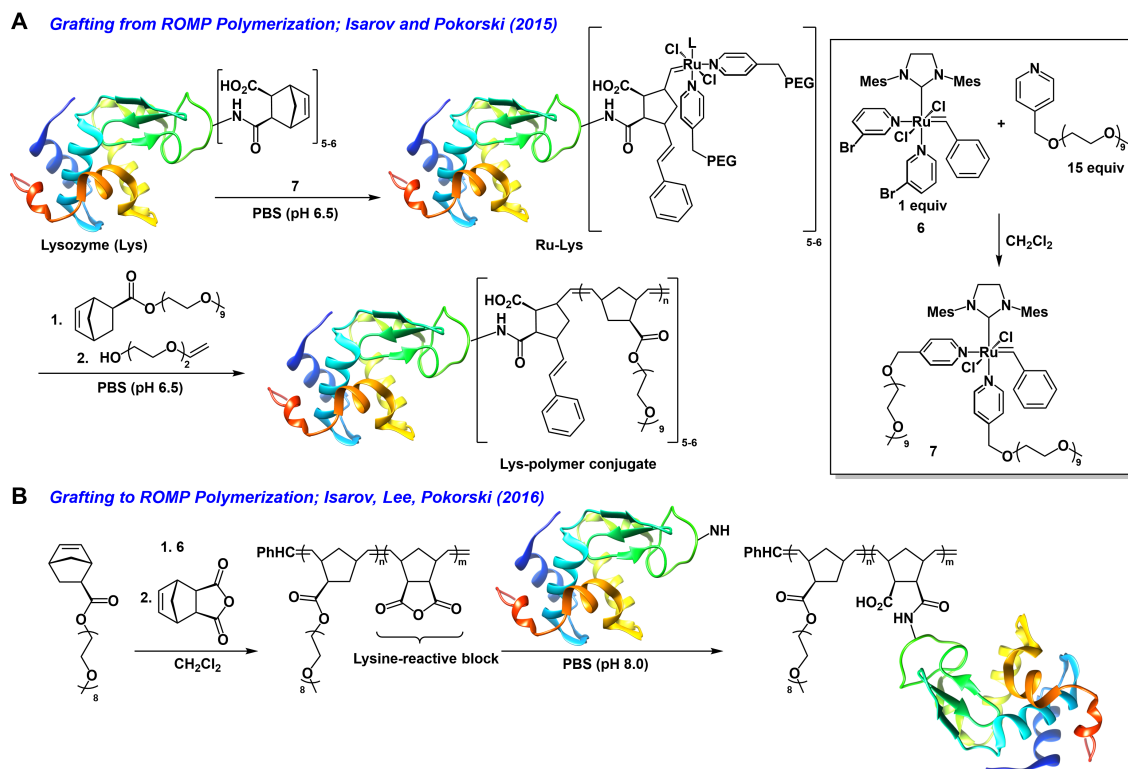 A Grafting from ROMP Polymerization; Isarov and Pokorski (2015)
HO2C
NH
O
5-6
7
PBS (pH 6.5)
Lysozyme (Lys)
L
Cl
Ru
N
Cl
N
PEG
PEG
HO2C
NH
O
5-6
Ru-Lys
Mes
N
N
Mes
Cl
Ru
N
Cl
N
Br
Br
1 equiv
6
+
N
O
O
9
15 equiv
CH2Cl2
Mes
N
N
Mes
Cl
Ru
N
Cl
N
O
O
9
O
O
9
7
1.
O
O
O
9
2.
HO
O
2
PBS (pH 6.5)
HO2C
NH
O
n
O
O
O
9
5-6
Lys-polymer conjugate
B Grafting to ROMP Polymerization; Isarov, Lee, Pokorski (2016)
O
O
O
8
1. 6
2.
O
O
O
CH2Cl2
PhHC
n
m
O
O
O
8
O
O
O
Lysine-reactive block
NH
PBS (pH 8.0)
PhHC
n
m
O
O
O
8
HO2C
O
HN